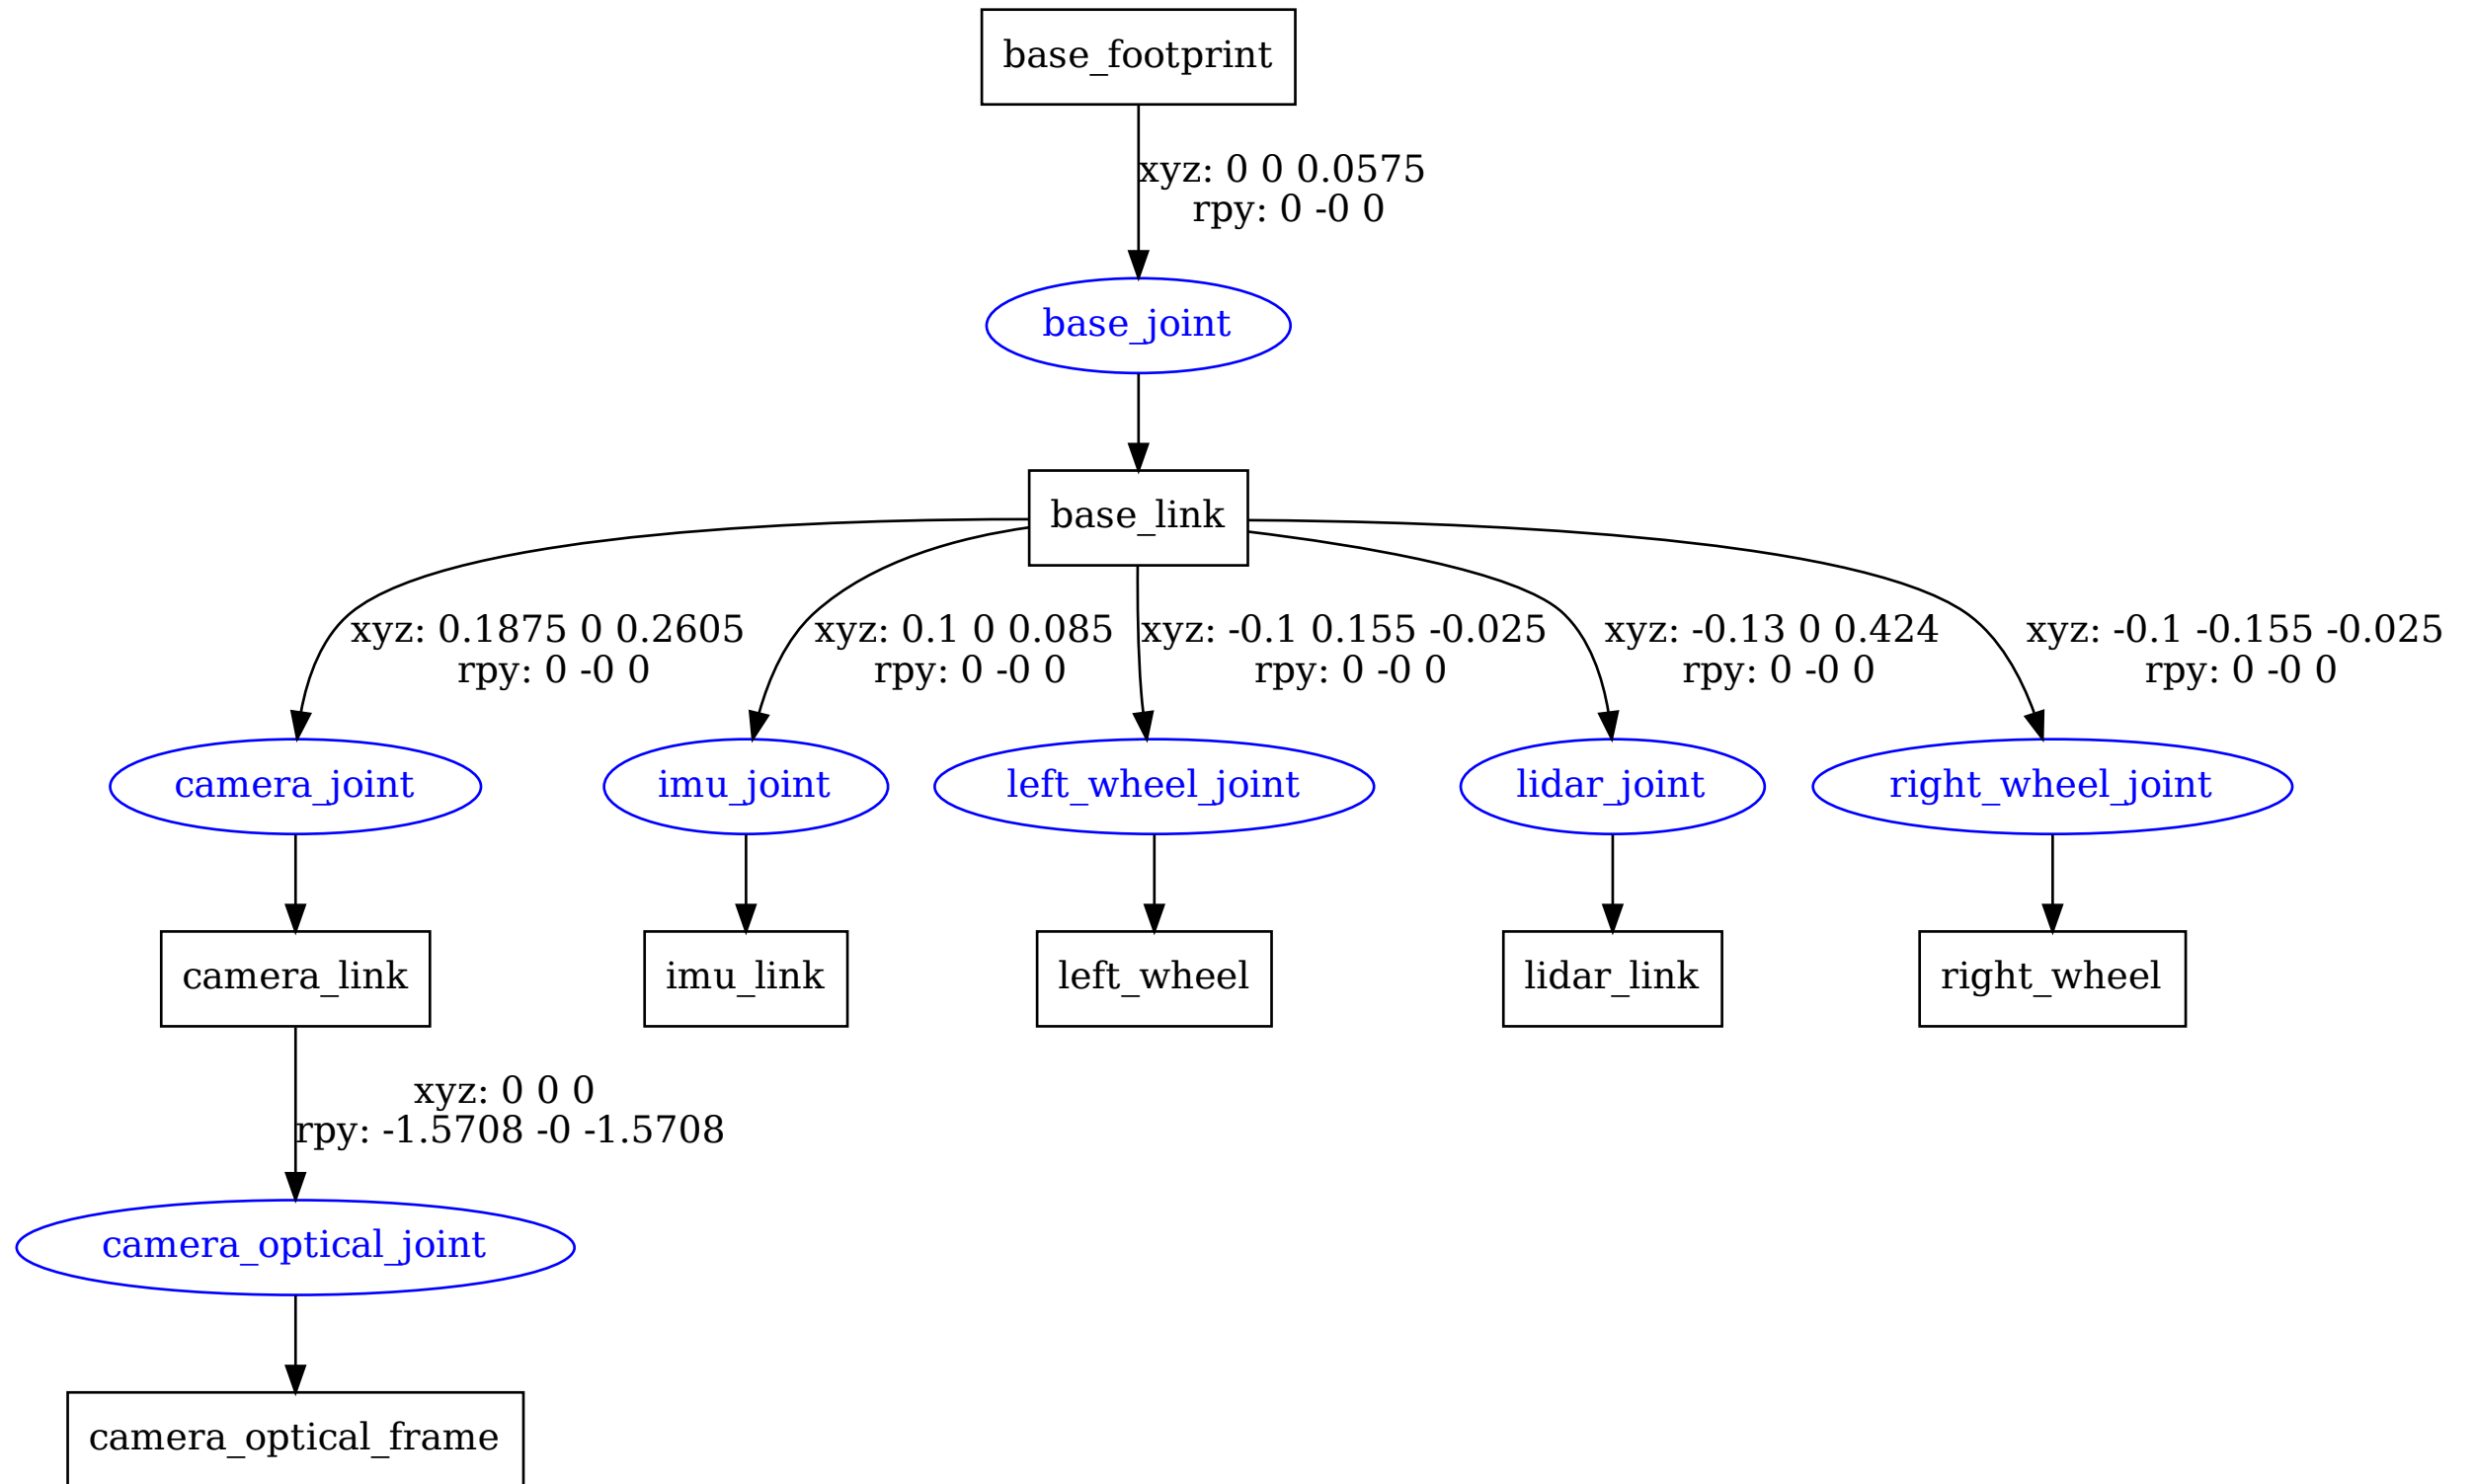 base_footprint
xyz: 0 0 0.0575
rpy: 0 -0 0
base_joint
base_link
xyz: 0.1875 0 0.2605
rpy: 0 -0 0
xyz: 0.1 0 0.085
rpy: 0 -0 0
xyz: -0.1 0.155 -0.025
rpy: 0 -0 0
xyz: -0.13 0 0.424
rpy: 0 -0 0
xyz: -0.1 -0.155 -0.025
rpy: 0 -0 0
camera_joint
imu_joint
left_wheel_joint
lidar_joint
right_wheel_joint
camera_link
imu_link
left_wheel
lidar_link
right_wheel
xyz: 0 0 0
rpy: -1.5708 -0 -1.5708
camera_optical_joint
camera_optical_frame